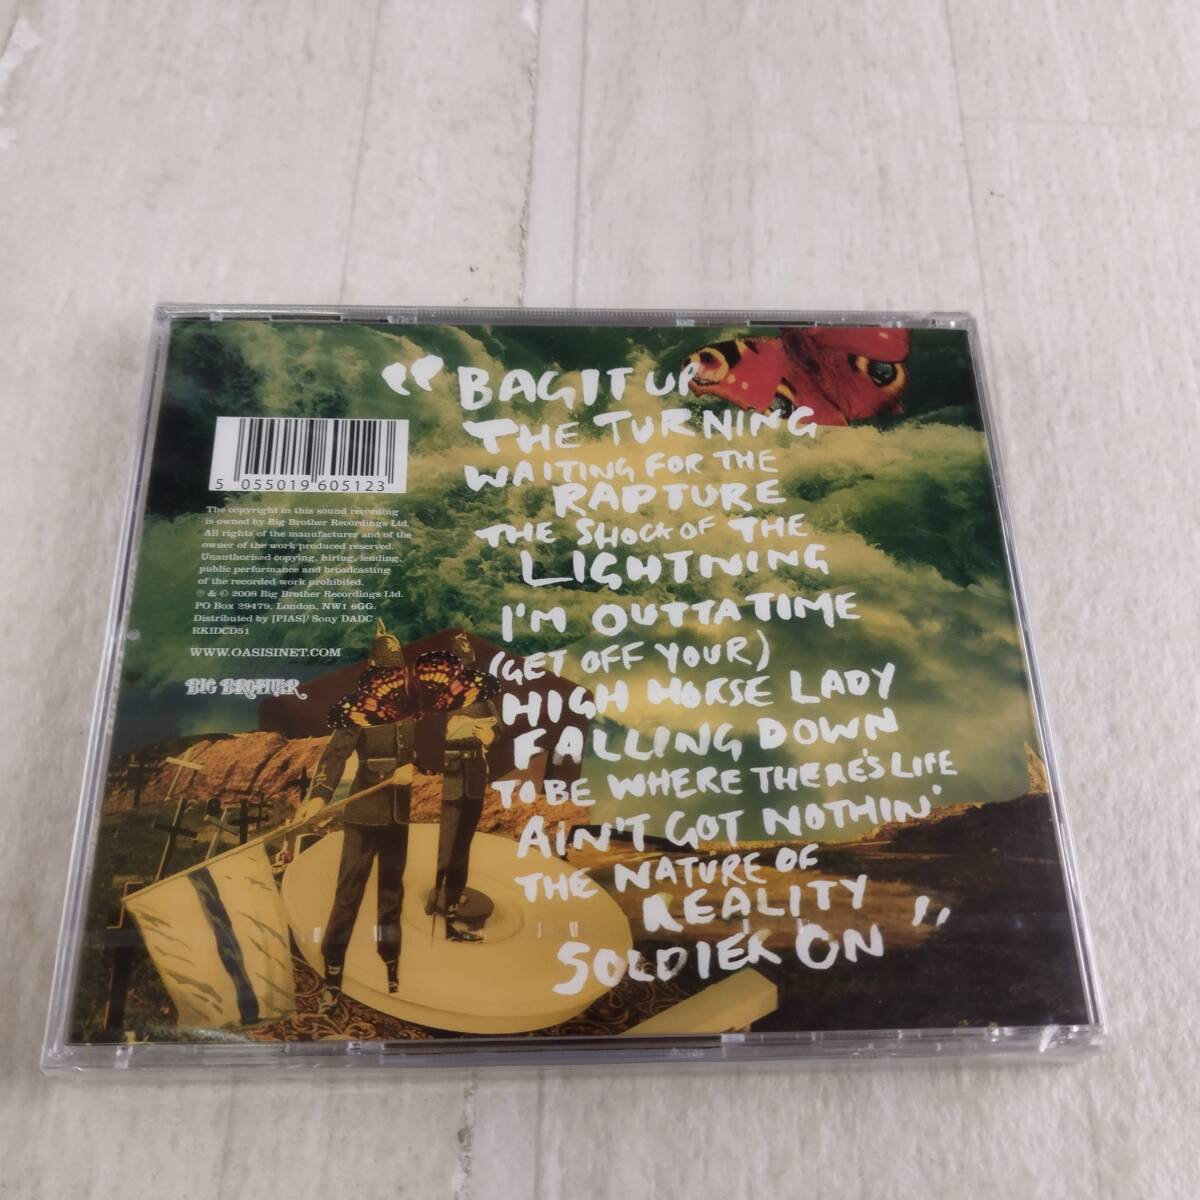 “ BAG IT UP
THE TURNING
WAITING FOR THE
RAPTURE
THE SHOCK OF THE
LIGHTNING
I'M OUTTA TIME
(GET OFF YOUR)
HIGH HORSE LADY
FALLING DOWN
TO BE WHERE THERE'S LIFE
AIN'T GOT NOTHIN'
THE NATURE OF
REALITY
SOLDIER ON ”
5 055019 605123
The copyright in this sound recording
is owned by Big Brother Recordings Ltd.
All rights of the manufacturer and of the
owner of the work produced reserved.
Unauthorised copying, hiring, lending,
public performance and broadcasting
of the recorded work prohibited.
℗ & © 2008 Big Brother Recordings Ltd.
PO Box 29479, London, NW1 6GG.
Distributed by [PIAS]/ Sony DADC
RKIDCD51
WWW.OASISINET.COM
BIG BROTHER